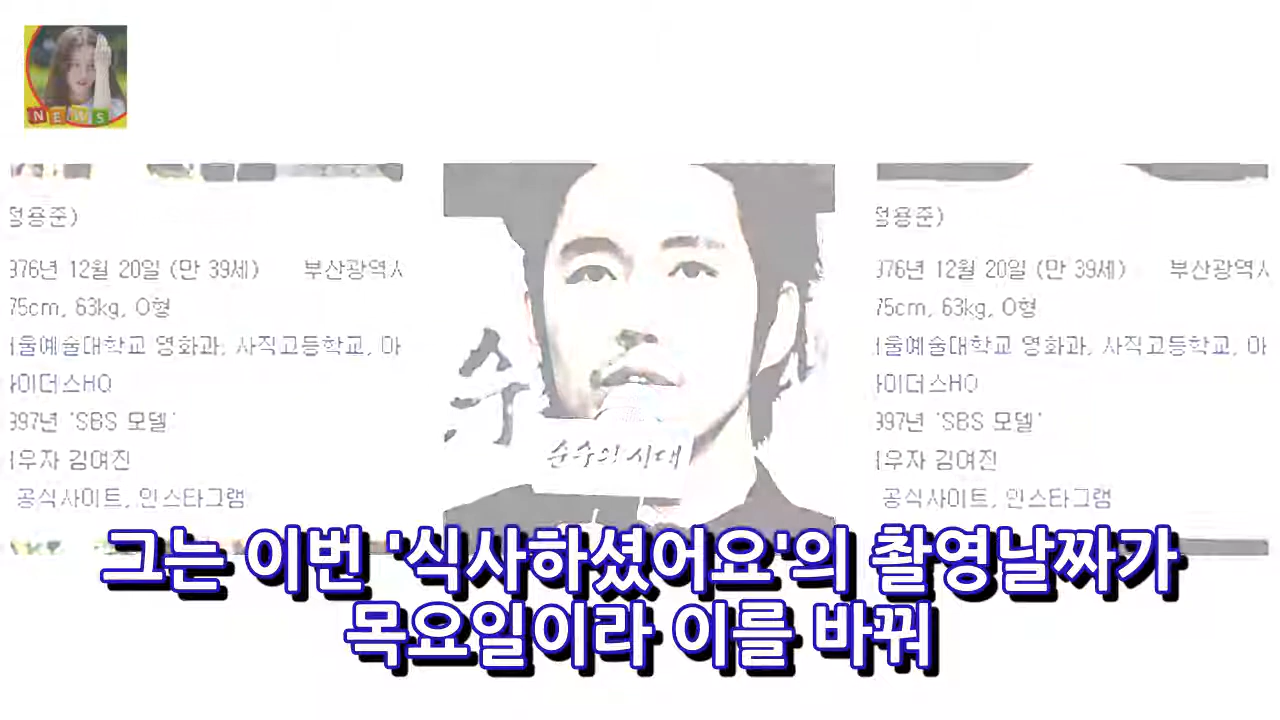 NEWS
정용준)
976년 12월 20일 (만 39세) 부산광역시
75cm, 63kg, O형
서울예술대학교 영화과, 사직고등학교, 아
싸이더스HQ
997년 'SBS 모델'
배우자 김여진
공식사이트, 인스타그램
수
순수의 시대
정용준)
976년 12월 20일 (만 39세) 부산광역시
75cm, 63kg, O형
서울예술대학교 영화과, 사직고등학교, 아
싸이더스HQ
997년 'SBS 모델'
배우자 김여진
공식사이트, 인스타그램
그는 이번 '식사하셨어요'의 촬영날짜가
목요일이라 이를 바꿔